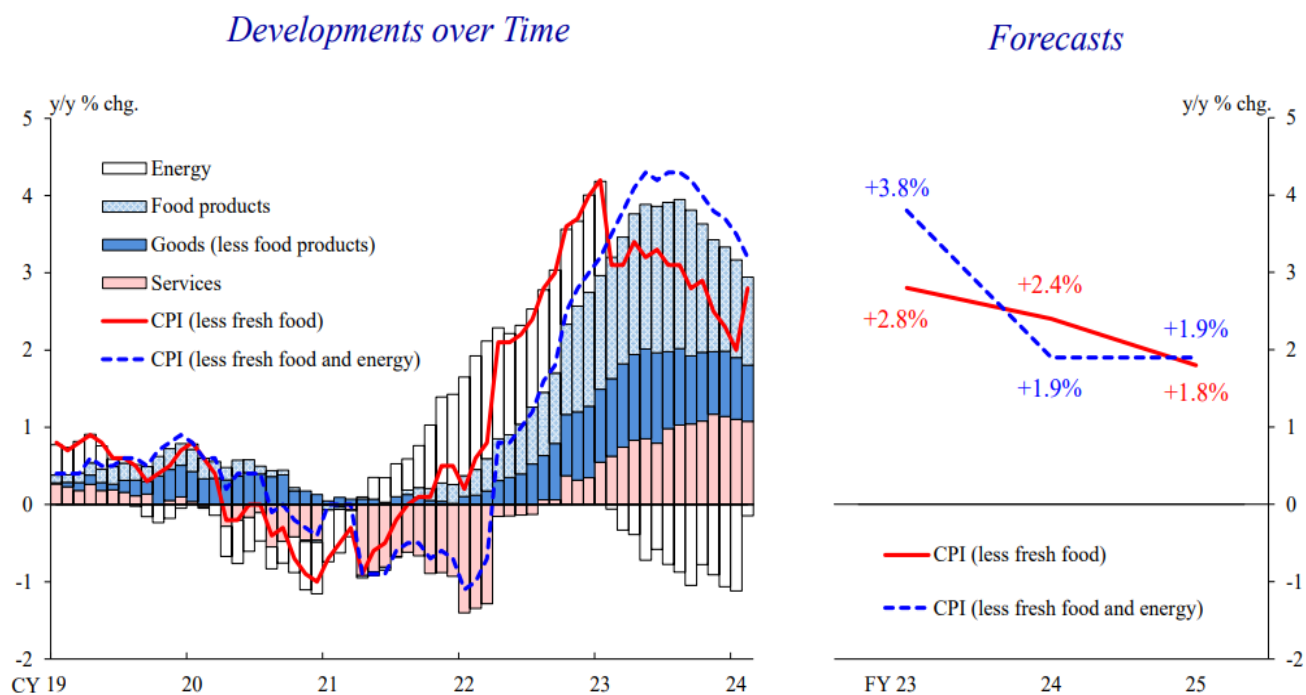 Developments over Time
y/y % chg.
5
4
3
2
1
0
-1
-2
Energy
Food products
Goods (less food products)
Services
CPI (less fresh food)
CPI (less fresh food and energy)
CY 19
20
21
22
23
24
Forecasts
y/y % chg.
5
4
3
2
1
0
-1
-2
+3.8%
+2.8%
+2.4%
+1.9%
+1.9%
+1.8%
CPI (less fresh food)
CPI (less fresh food and energy)
FY 23
24
25